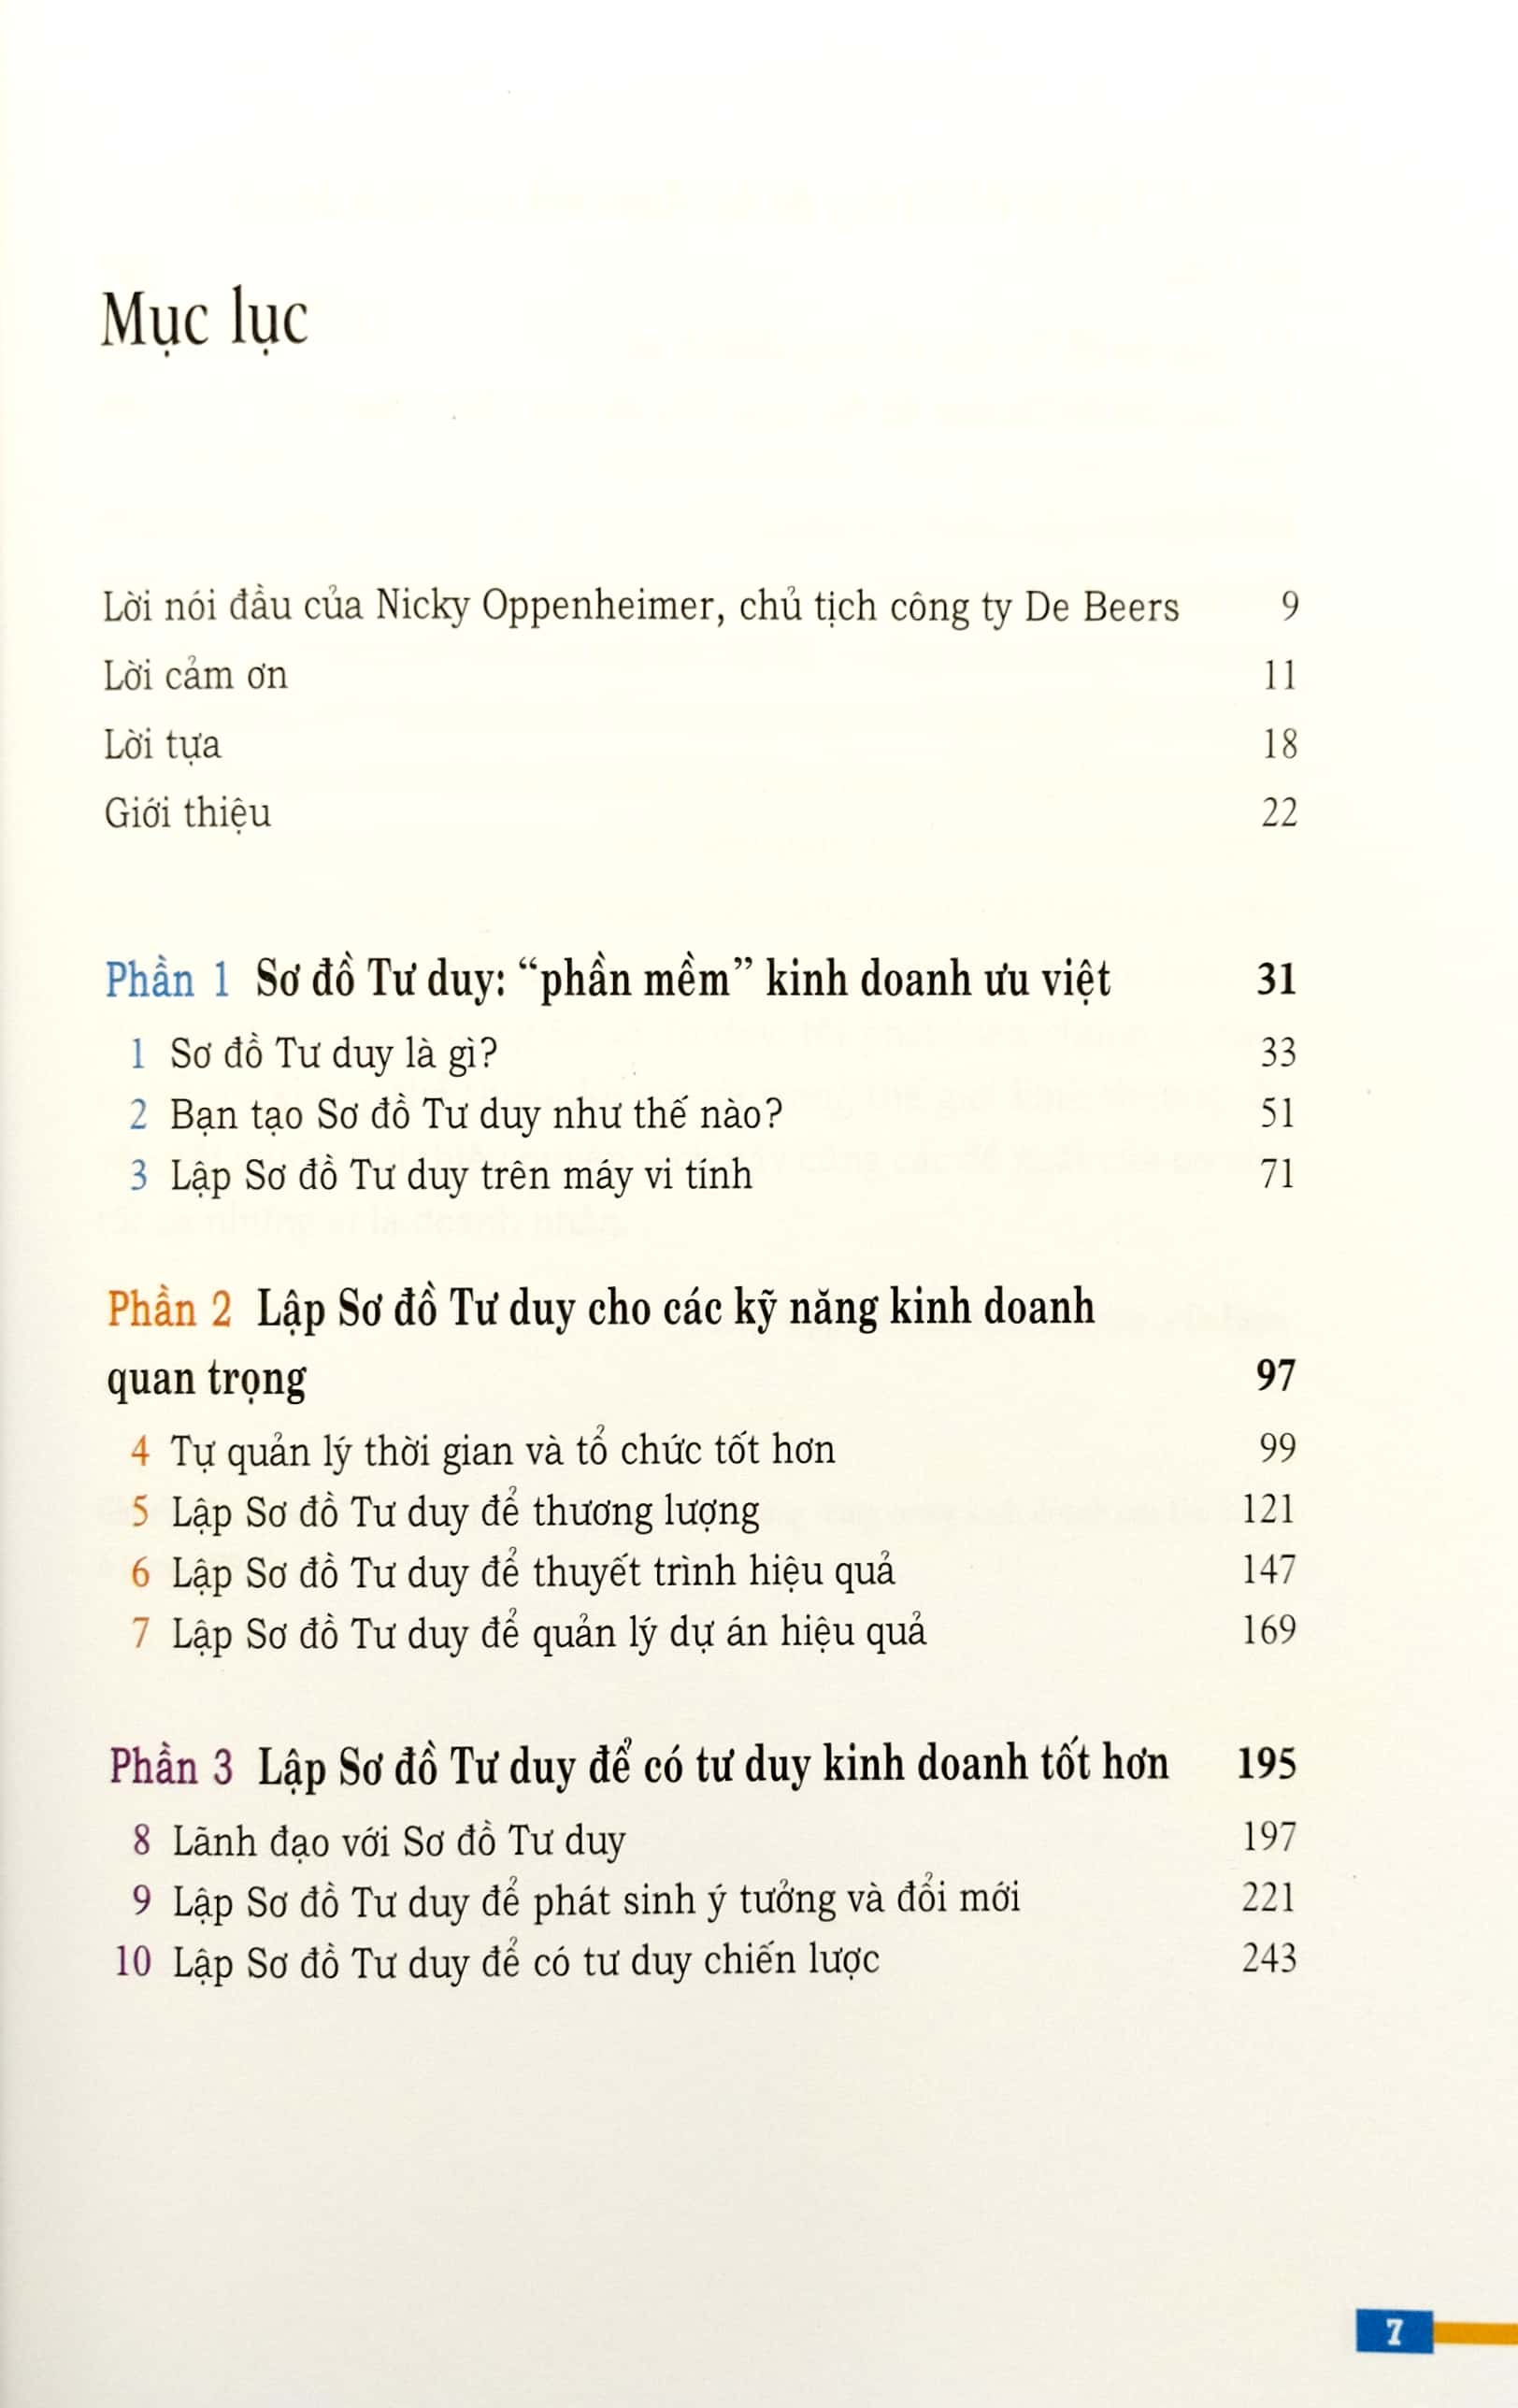 Mục lục
Lời nói đầu của Nicky Oppenheimer, chủ tịch công ty De Beers 9
Lời cảm ơn 11
Lời tựa 18
Giới thiệu 22
Phần 1 Sơ đồ Tư duy: “phần mềm” kinh doanh ưu việt 31
1 Sơ đồ Tư duy là gì? 33
2 Bạn tạo Sơ đồ Tư duy như thế nào? 51
3 Lập Sơ đồ Tư duy trên máy vi tính 71
Phần 2 Lập Sơ đồ Tư duy cho các kỹ năng kinh doanh
quan trọng 97
4 Tự quản lý thời gian và tổ chức tốt hơn 99
5 Lập Sơ đồ Tư duy để thương lượng 121
6 Lập Sơ đồ Tư duy để thuyết trình hiệu quả 147
7 Lập Sơ đồ Tư duy để quản lý dự án hiệu quả 169
Phần 3 Lập Sơ đồ Tư duy để có tư duy kinh doanh tốt hơn 195
8 Lãnh đạo với Sơ đồ Tư duy 197
9 Lập Sơ đồ Tư duy để phát sinh ý tưởng và đổi mới 221
10 Lập Sơ đồ Tư duy để có tư duy chiến lược 243
7